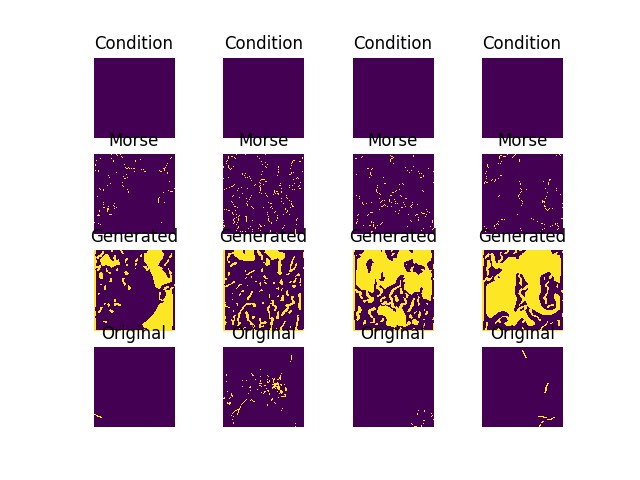 Condition Condition Condition Condition
Morse Morse Morse Morse
Generated Generated Generated Generated
Original Original Original Original